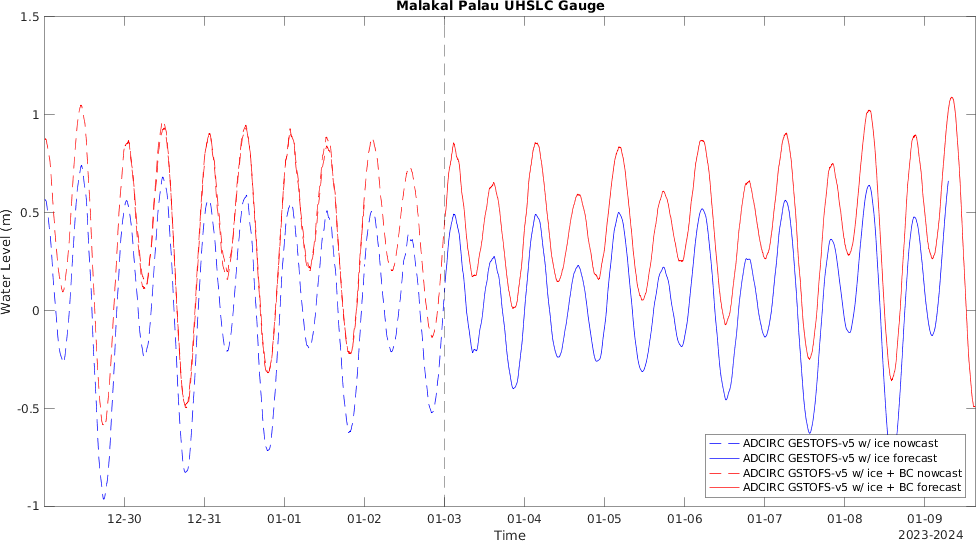 Malakal Palau UHSLC Gauge
1.5
1
0.5
0
-0.5
-1
Water Level (m)
12-30 12-31 01-01 01-02 01-03 01-04 01-05 01-06 01-07 01-08 01-09
Time
2023-2024
ADCIRC GESTOFS-v5 w/ ice nowcast
ADCIRC GESTOFS-v5 w/ ice forecast
ADCIRC GSTOFS-v5 w/ ice + BC nowcast
ADCIRC GSTOFS-v5 w/ ice + BC forecast